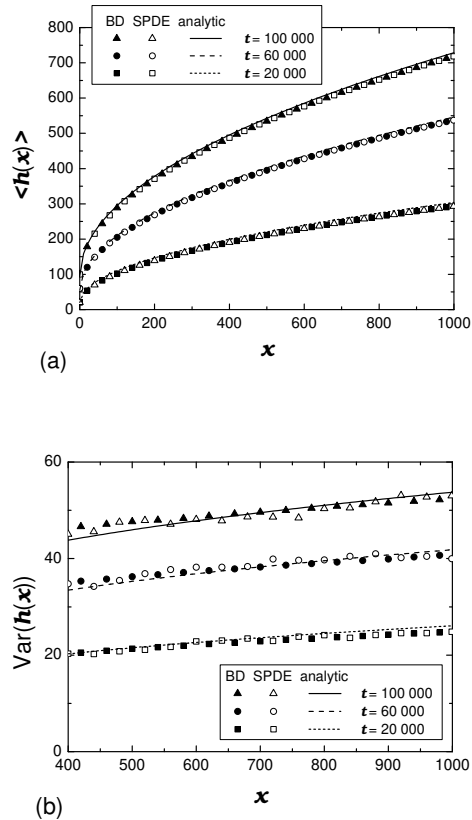 BD SPDE analytic
t = 100 000
t = 60 000
t = 20 000
800
700
600
500
400
300
200
100
0
<h(x)>
0 200 400 600 800 1000
x
(a)
60
40
20
0
Var(h(x))
BD SPDE analytic
t = 100 000
t = 60 000
t = 20 000
400 500 600 700 800 900 1000
x
(b)